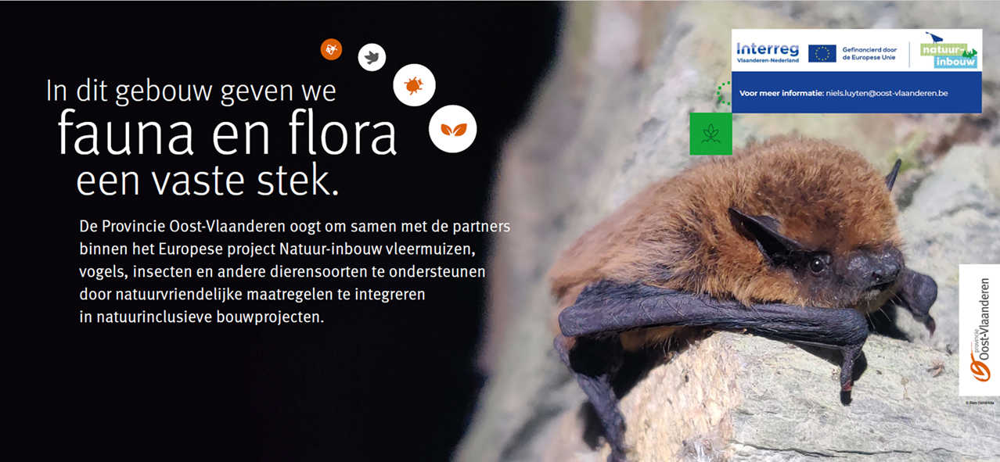 In dit gebouw geven we
fauna en flora
een vaste stek.
De Provincie Oost-Vlaanderen oogt om samen met de partners
binnen het Europese project Natuur-inbouw vleermuizen,
vogels, insecten en andere diersoorten te ondersteunen
door natuurvriendelijke maatregelen te integreren
in natuurinclusieve bouwprojecten.
Interreg
Vlaanderen-Nederland
Gefinancierd door
de Europese Unie
natuur-
inbouw
Voor meer informatie: niels.luyten@oost-vlaanderen.be
provincie
Oost-Vlaanderen